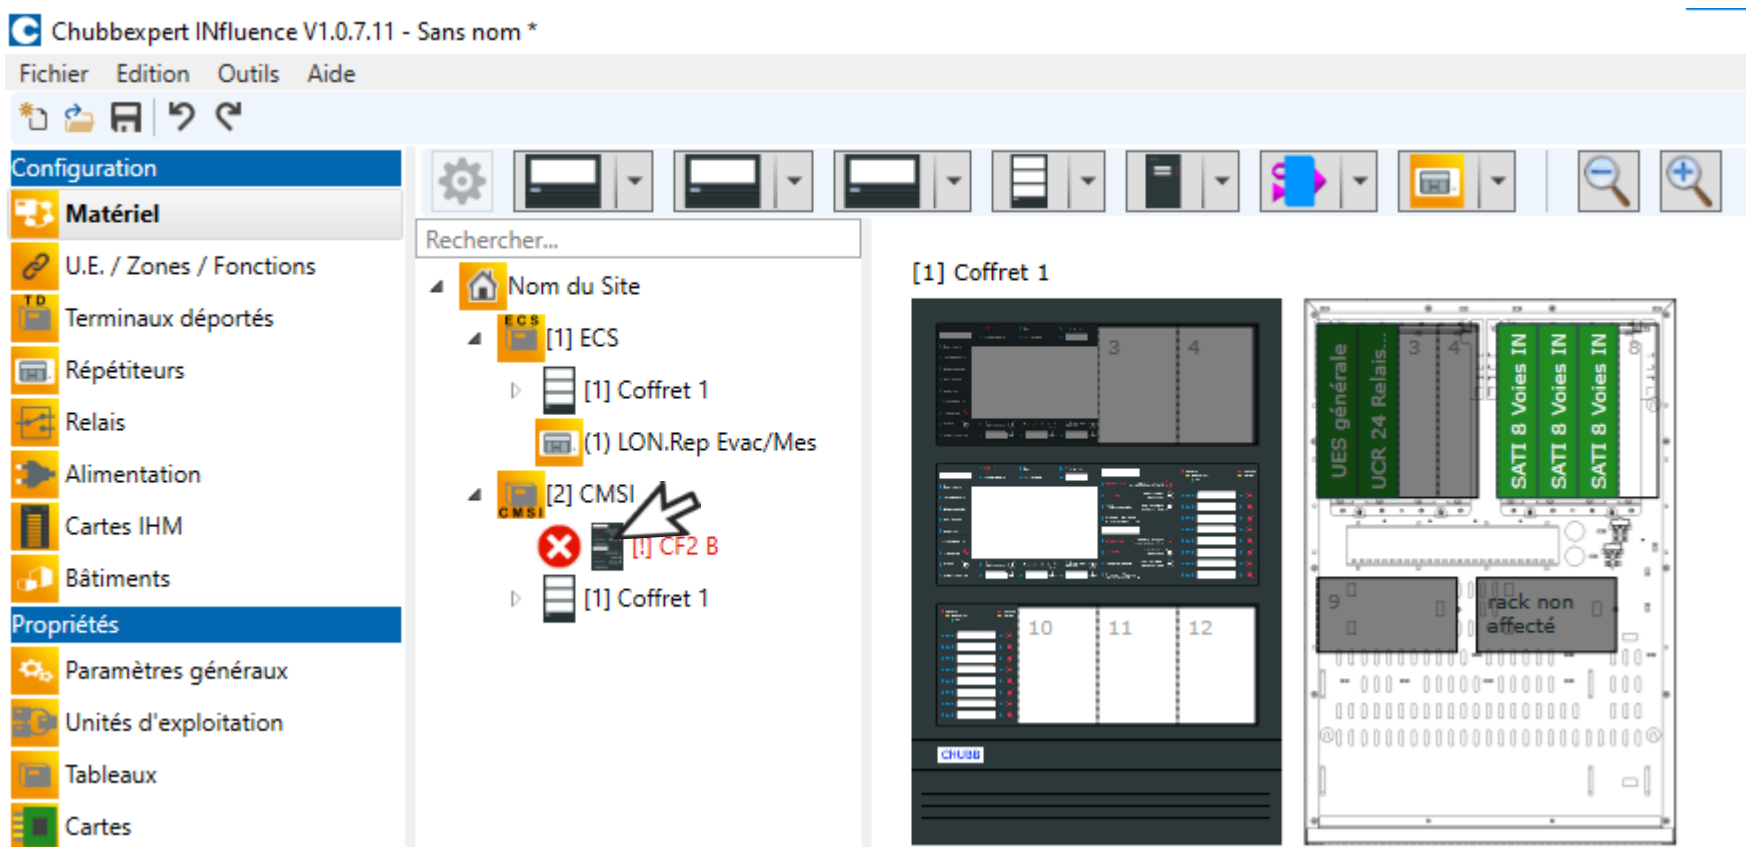 Chubbexpert INfluence V1.0.7.11 - Sans nom *
Fichier Edition Outils Aide
Configuration
Matériel
U.E. / Zones / Fonctions
TD
Terminaux déportés
Répétiteurs
Relais
Alimentation
Cartes IHM
Bâtiments
Propriétés
Paramètres généraux
Unités d'exploitation
Tableaux
Cartes
Rechercher...
Nom du Site
ECS
[1] ECS
[1] Coffret 1
(1) LON.Rep Evac/Mes
CMSI
[2] CMSI
[!] CF2 B
[1] Coffret 1
[1] Coffret 1
3 4
10 11 12
CHUBB
UES générale
UCR 24 Relais...
3 4
SATI 8 Voies IN
SATI 8 Voies IN
SATI 8 Voies IN
8
9
rack non
affecté